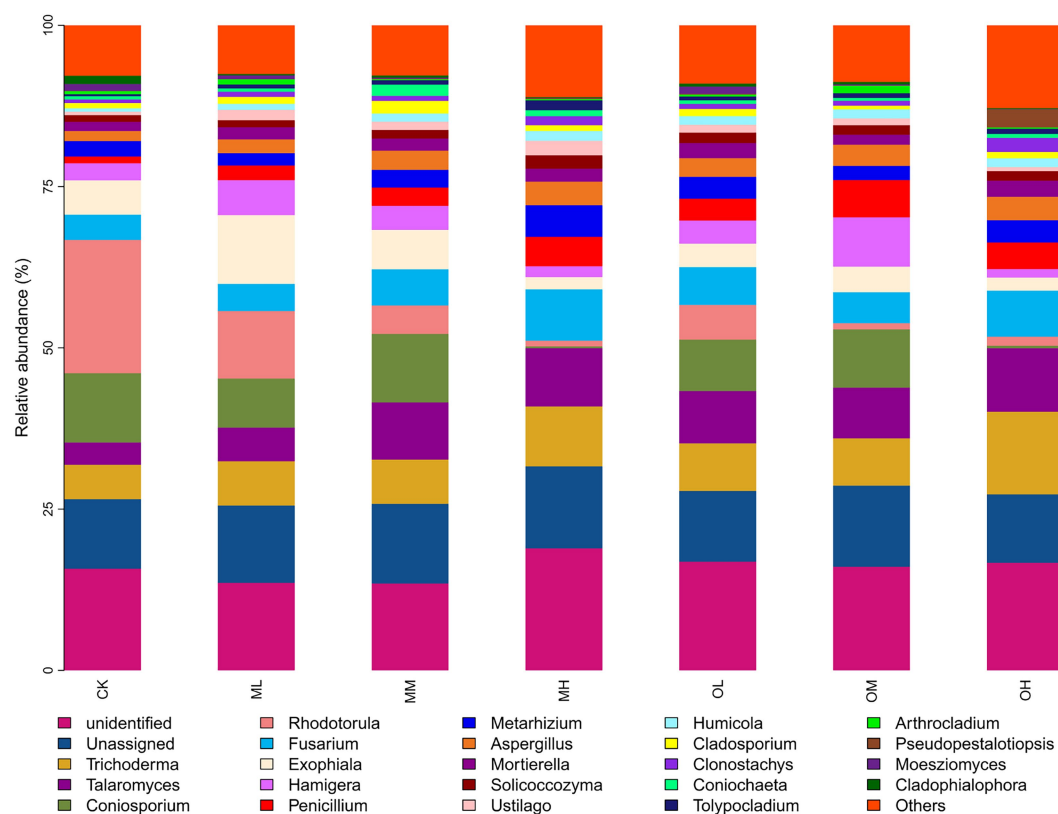 Relative abundance (%)
100
75
50
25
0
CK ML MM MH OL OM OH
unidentified Rhodotorula Metarhizium Humicola Arthrocladium
Unassigned Fusarium Aspergillus Cladosporium Pseudopestalotiopsis
Trichoderma Exophiala Mortierella Clonostachys Moesziomyces
Talaromyces Hamigera Solicoccozyma Coniochaeta Cladophialophora
Coniosporium Penicillium Ustilago Tolypocladium Others